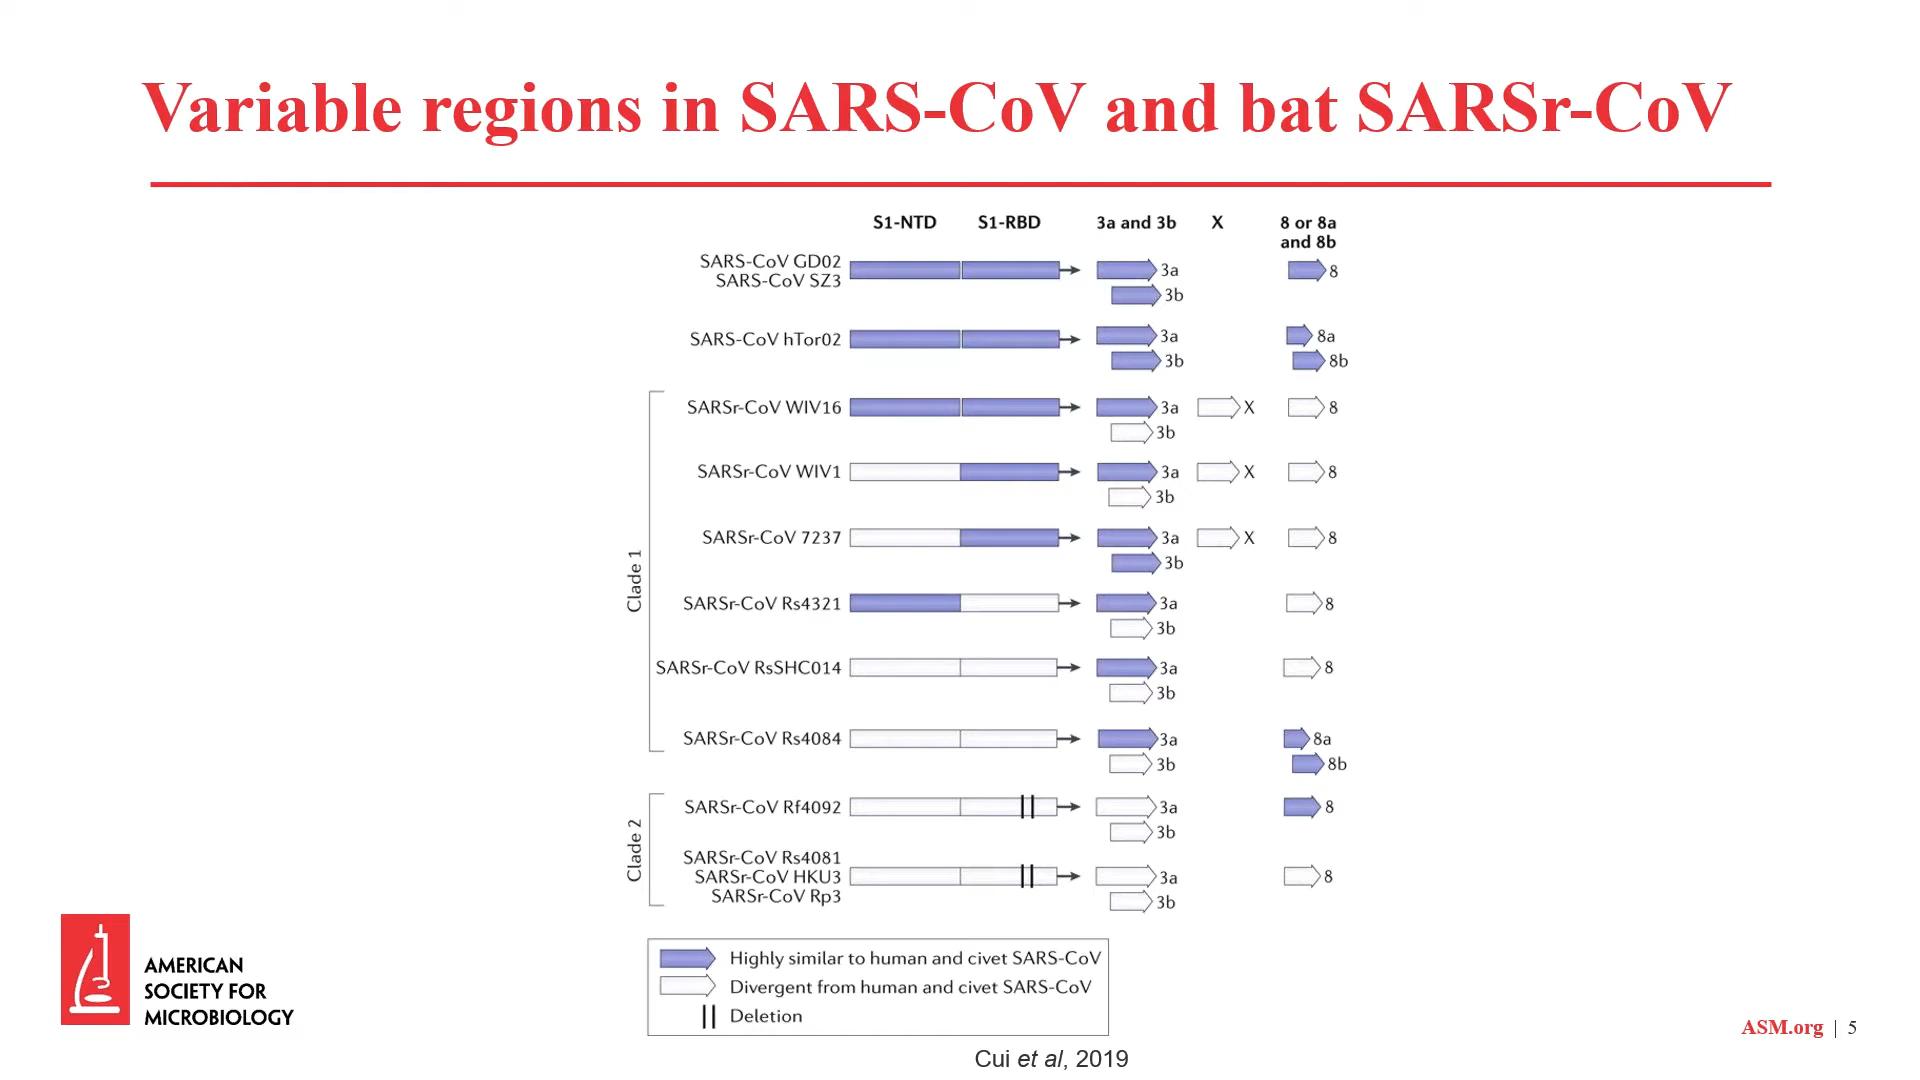 Variable regions in SARS-CoV and bat SARSr-CoV
S1-NTD S1-RBD 3a and 3b X 8 or 8a
and 8b
SARS-CoV GD02
SARS-CoV SZ3
3a 8
3b
SARS-CoV hTor02 3a 8a
3b 8b
Clade 1
SARSr-CoV WIV16 3a X 8
3b
SARSr-CoV WIV1 3a X 8
3b
SARSr-CoV 7237 3a X 8
3b
SARSr-CoV Rs4321 3a 8
3b
SARSr-CoV RsSHC014 3a 8
3b
SARSr-CoV Rs4084 3a 8a
3b 8b
Clade 2
SARSr-CoV Rf4092 3a 8
3b
SARSr-CoV Rs4081
SARSr-CoV HKU3 3a 8
SARSr-CoV Rp3 3b
Highly similar to human and civet SARS-CoV
Divergent from human and civet SARS-CoV
Deletion
Cui et al, 2019
AMERICAN
SOCIETY FOR
MICROBIOLOGY
ASM.org | 5